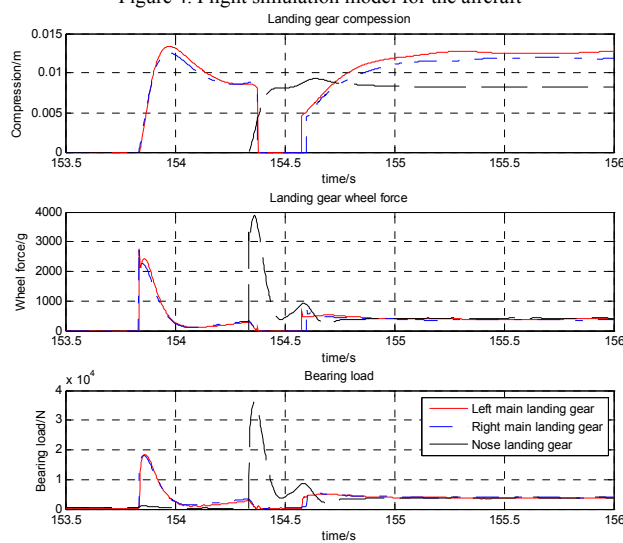 Figure 4. Flight simulation model for the aircraft
Landing gear compession
Compression/m
0.015
0.01
0.005
0
153.5 154 154.5 155 155.5 156
time/s
Landing gear wheel force
Wheel force/g
4000
3000
2000
1000
0
153.5 154 154.5 155 155.5 156
time/s
Bearing load
x 10^4
Bearing load/N
4
3
2
1
0
Left main landing gear
Right main landing gear
Nose landing gear
153.5 154 154.5 155 155.5 156
time/s